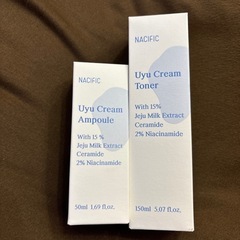 NACIFIC
Uyu Cream
Ampoule
With 15 %
Jeju Milk Extract
Ceramide
2% Niacinamide
50ml 1.69 fl.oz.
NACIFIC
Uyu Cream
Toner
With 15%
Jeju Milk Extract
Ceramide
2% Niacinamide
150ml 5.07 fl.oz.